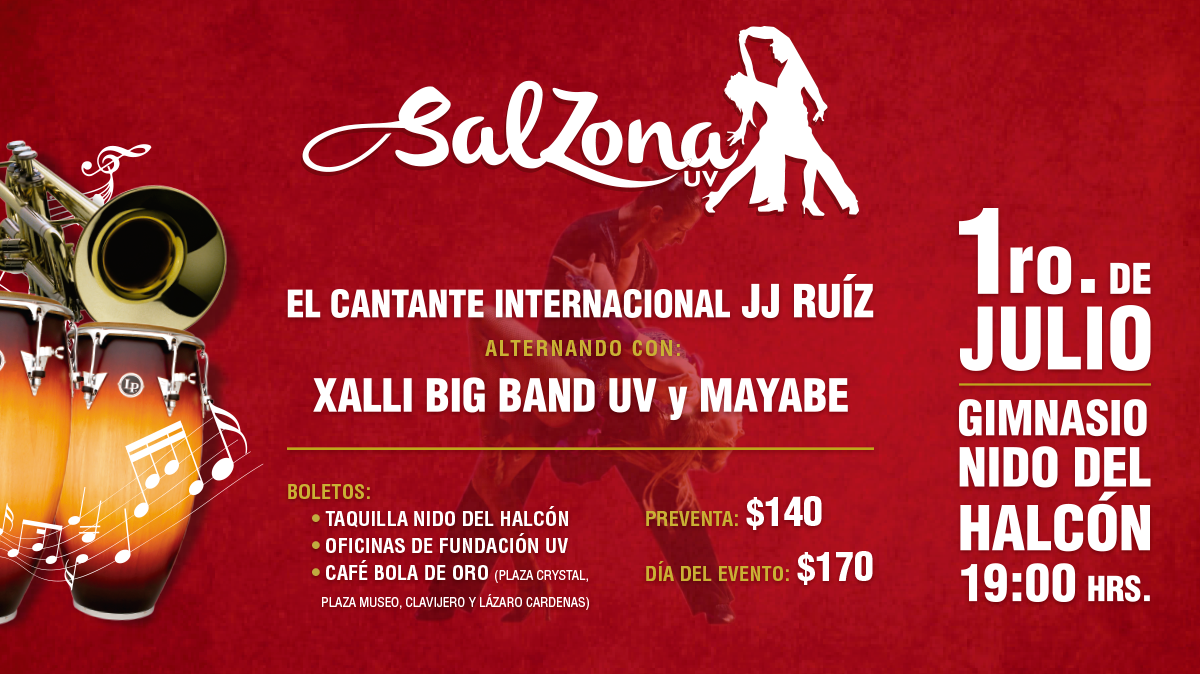 SalZona
UV
EL CANTANTE INTERNACIONAL JJ RUÍZ
ALTERNANDO CON:
XALLI BIG BAND UV y MAYABE
BOLETOS:
• TAQUILLA NIDO DEL HALCÓN
• OFICINAS DE FUNDACIÓN UV
• CAFÉ BOLA DE ORO (PLAZA CRYSTAL,
PLAZA MUSEO, CLAVIJERO Y LÁZARO CARDENAS)
PREVENTA: $140
DÍA DEL EVENTO: $170
1ro. DE
JULIO
GIMNASIO
NIDO DEL
HALCÓN
19:00 HRS.
LP